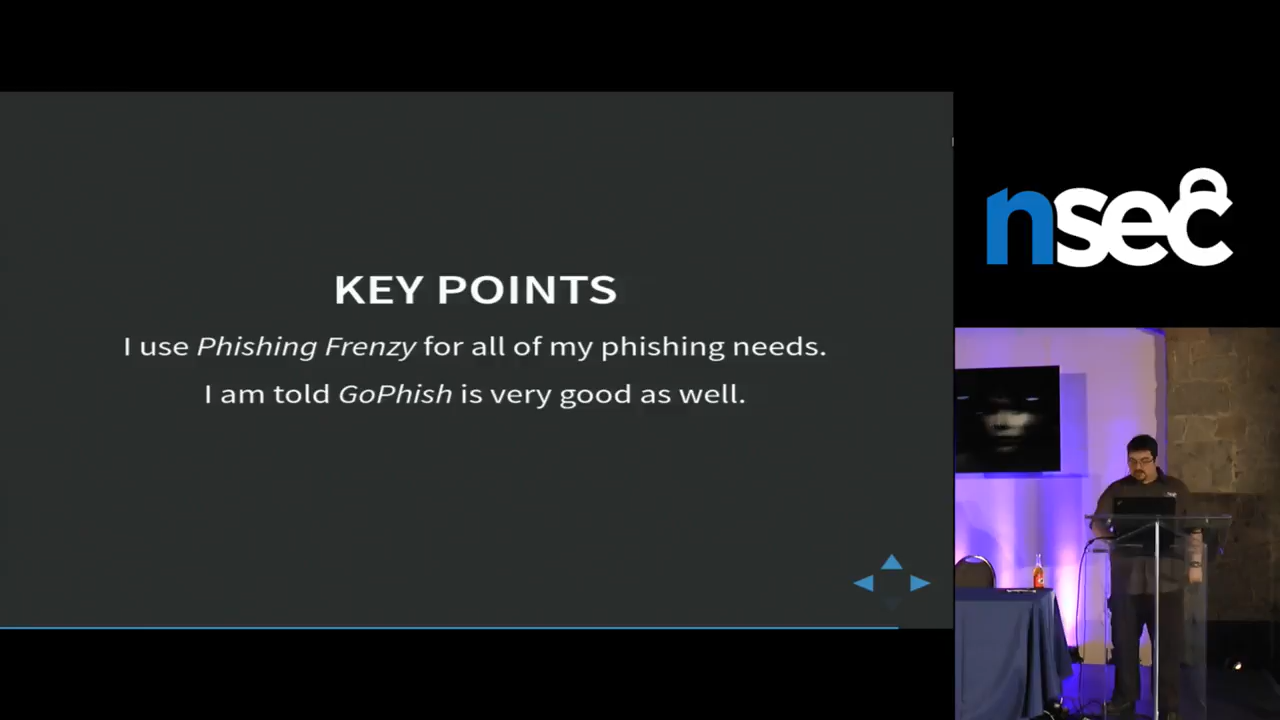 KEY POINTS
I use Phishing Frenzy for all of my phishing needs.
I am told GoPhish is very good as well.
nsec